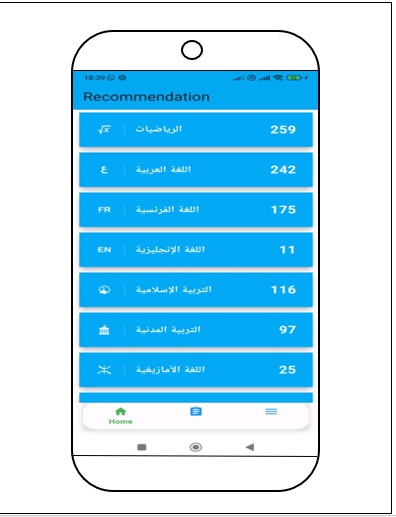 18:39
Recommendation
√x الرياضيات 259
ع اللغة العربية 242
FR اللغة الفرنسية 175
EN اللغة الإنجليزية 11
التربية الإسلامية 116
التربية المدنية 97
اللغة الأمازيغية 25
Home